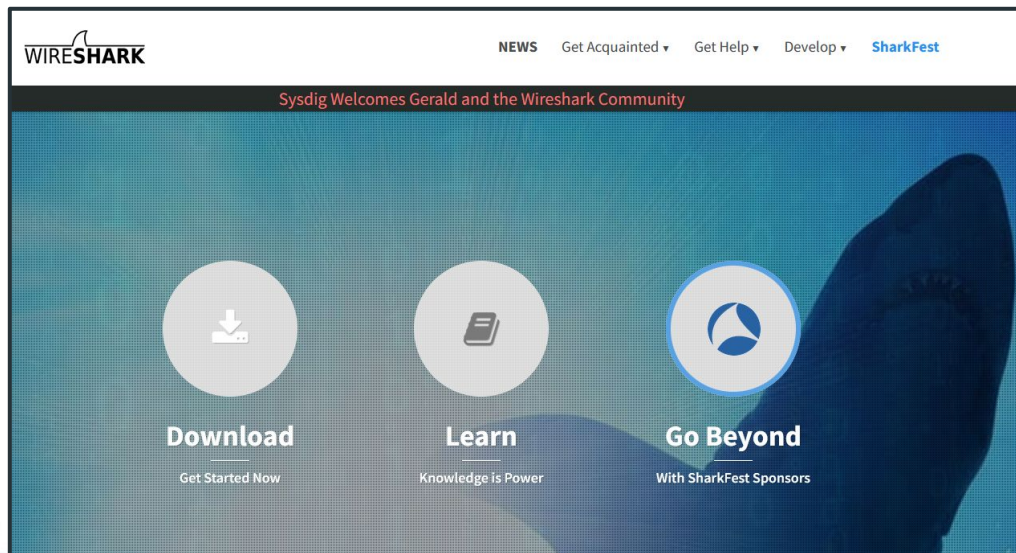 WIRESHARK
NEWS Get Acquainted ▾ Get Help ▾ Develop ▾ SharkFest
Sysdig Welcomes Gerald and the Wireshark Community
Download Learn Go Beyond
Get Started Now Knowledge is Power With SharkFest Sponsors